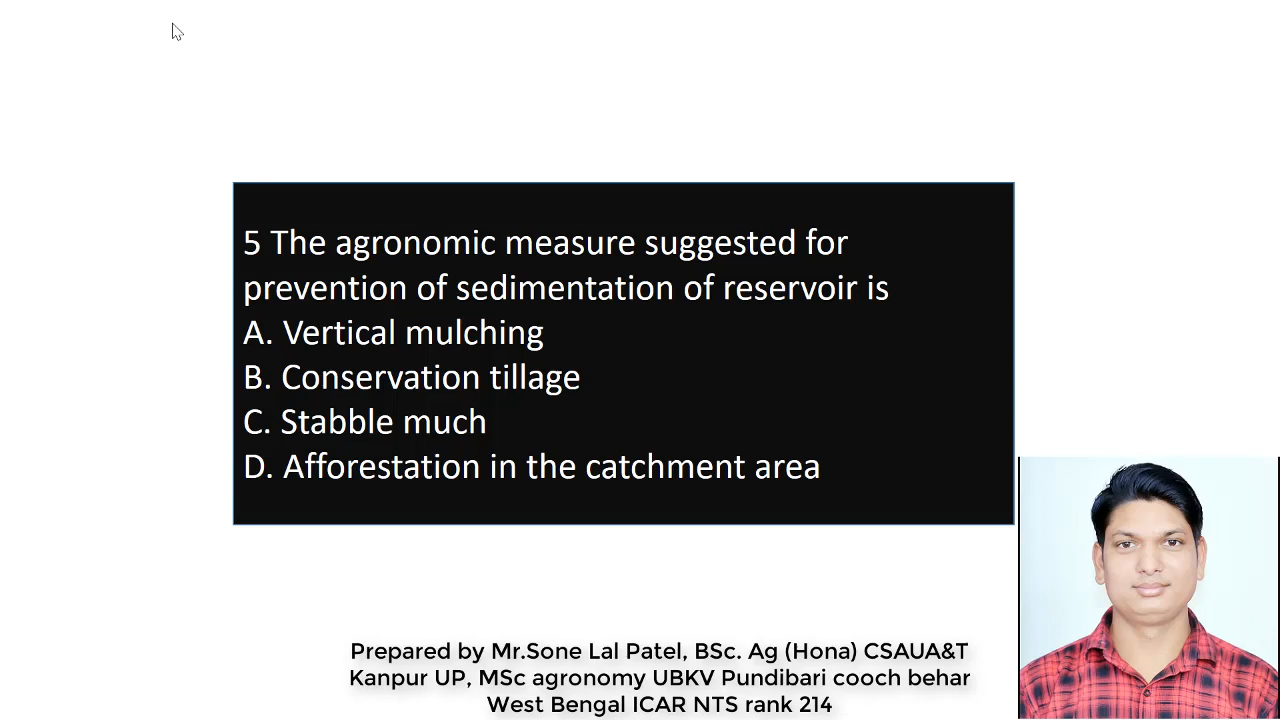 5 The agronomic measure suggested for
prevention of sedimentation of reservoir is
A. Vertical mulching
B. Conservation tillage
C. Stabble much
D. Afforestation in the catchment area
Prepared by Mr.Sone Lal Patel, BSc. Ag (Hona) CSAUA&T
Kanpur UP, MSc agronomy UBKV Pundibari cooch behar
West Bengal ICAR NTS rank 214